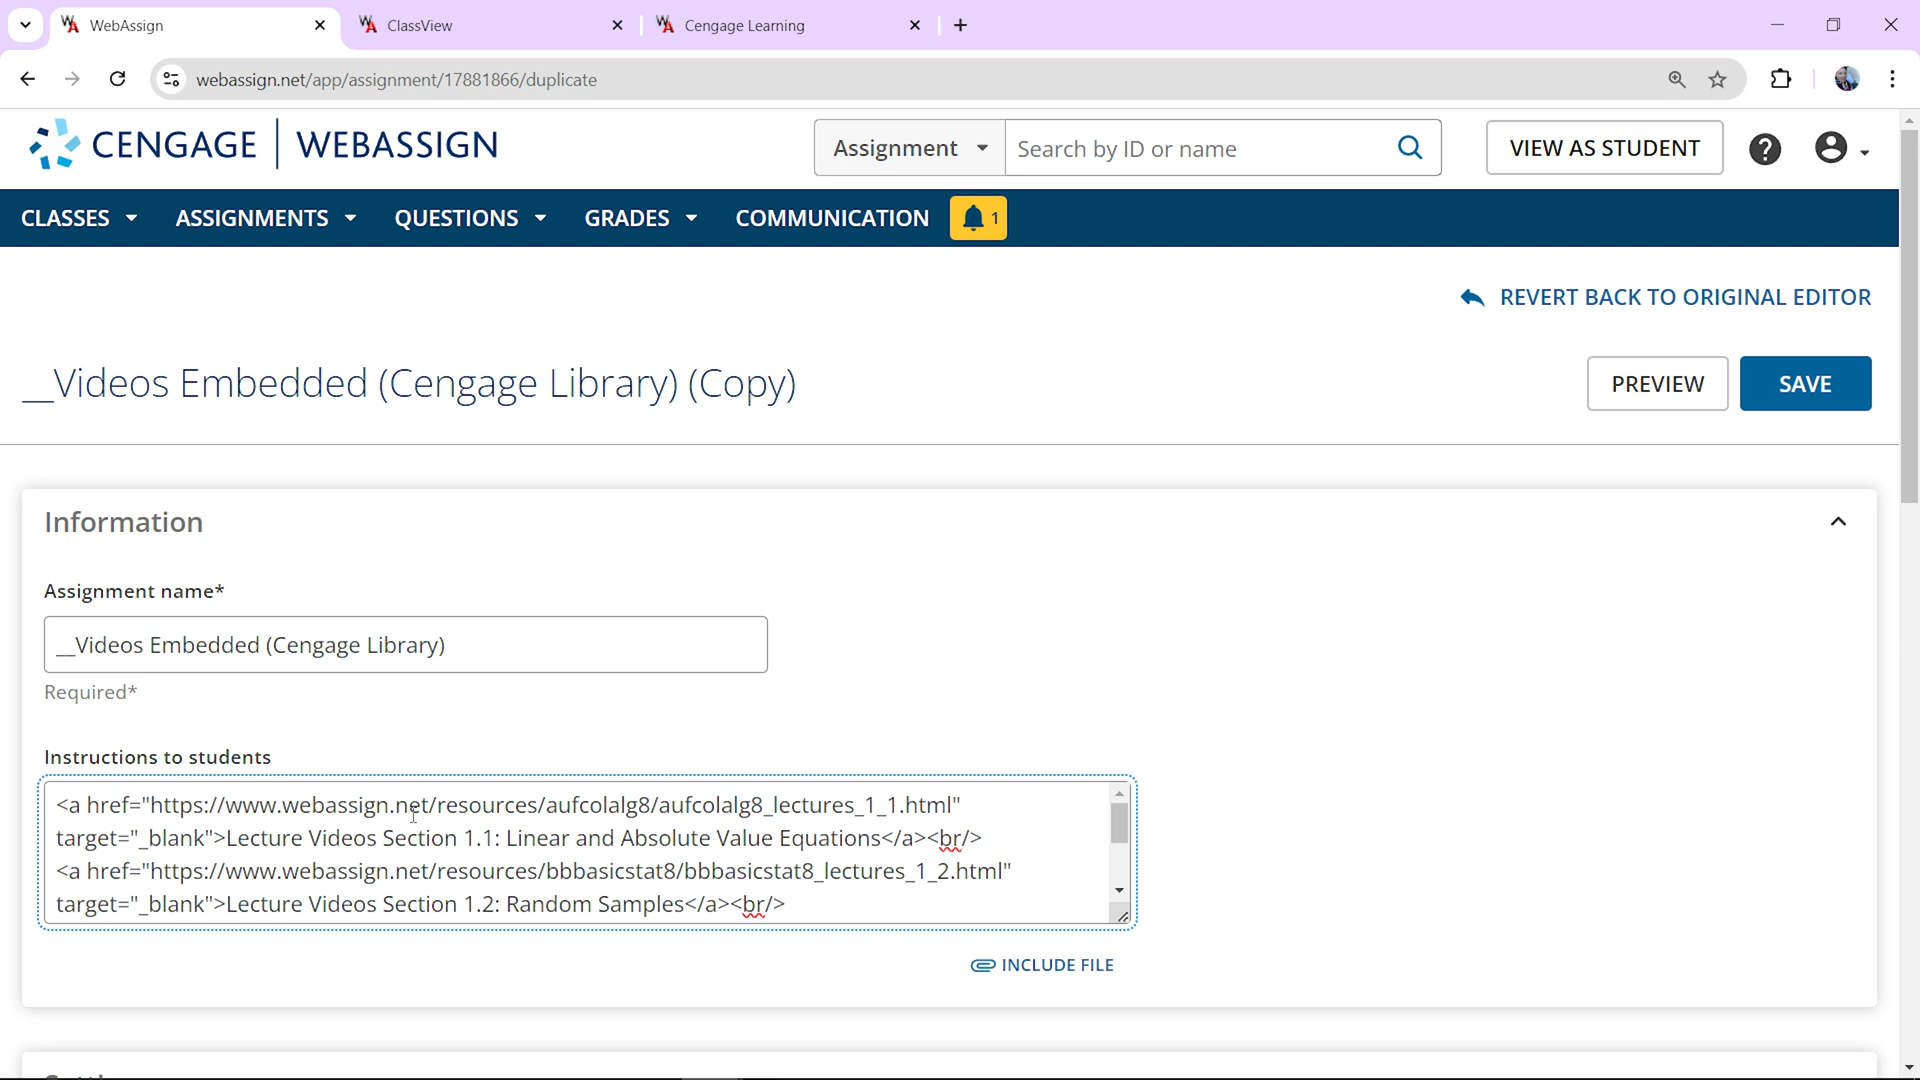 WebAssign
ClassView
Cengage Learning
webassign.net/app/assignment/17881866/duplicate
CENGAGE | WEBASSIGN
Assignment
Search by ID or name
VIEW AS STUDENT
CLASSES
ASSIGNMENTS
QUESTIONS
GRADES
COMMUNICATION
1
REVERT BACK TO ORIGINAL EDITOR
__Videos Embedded (Cengage Library) (Copy)
PREVIEW
SAVE
Information
Assignment name*
__Videos Embedded (Cengage Library)
Required*
Instructions to students
<a href="https://www.webassign.net/resources/aufcolalg8/aufcolalg8_lectures_1_1.html"
target="_blank">Lecture Videos Section 1.1: Linear and Absolute Value Equations</a><br/>
<a href="https://www.webassign.net/resources/bbbasicstat8/bbbasicstat8_lectures_1_2.html"
target="_blank">Lecture Videos Section 1.2: Random Samples</a><br/>
INCLUDE FILE